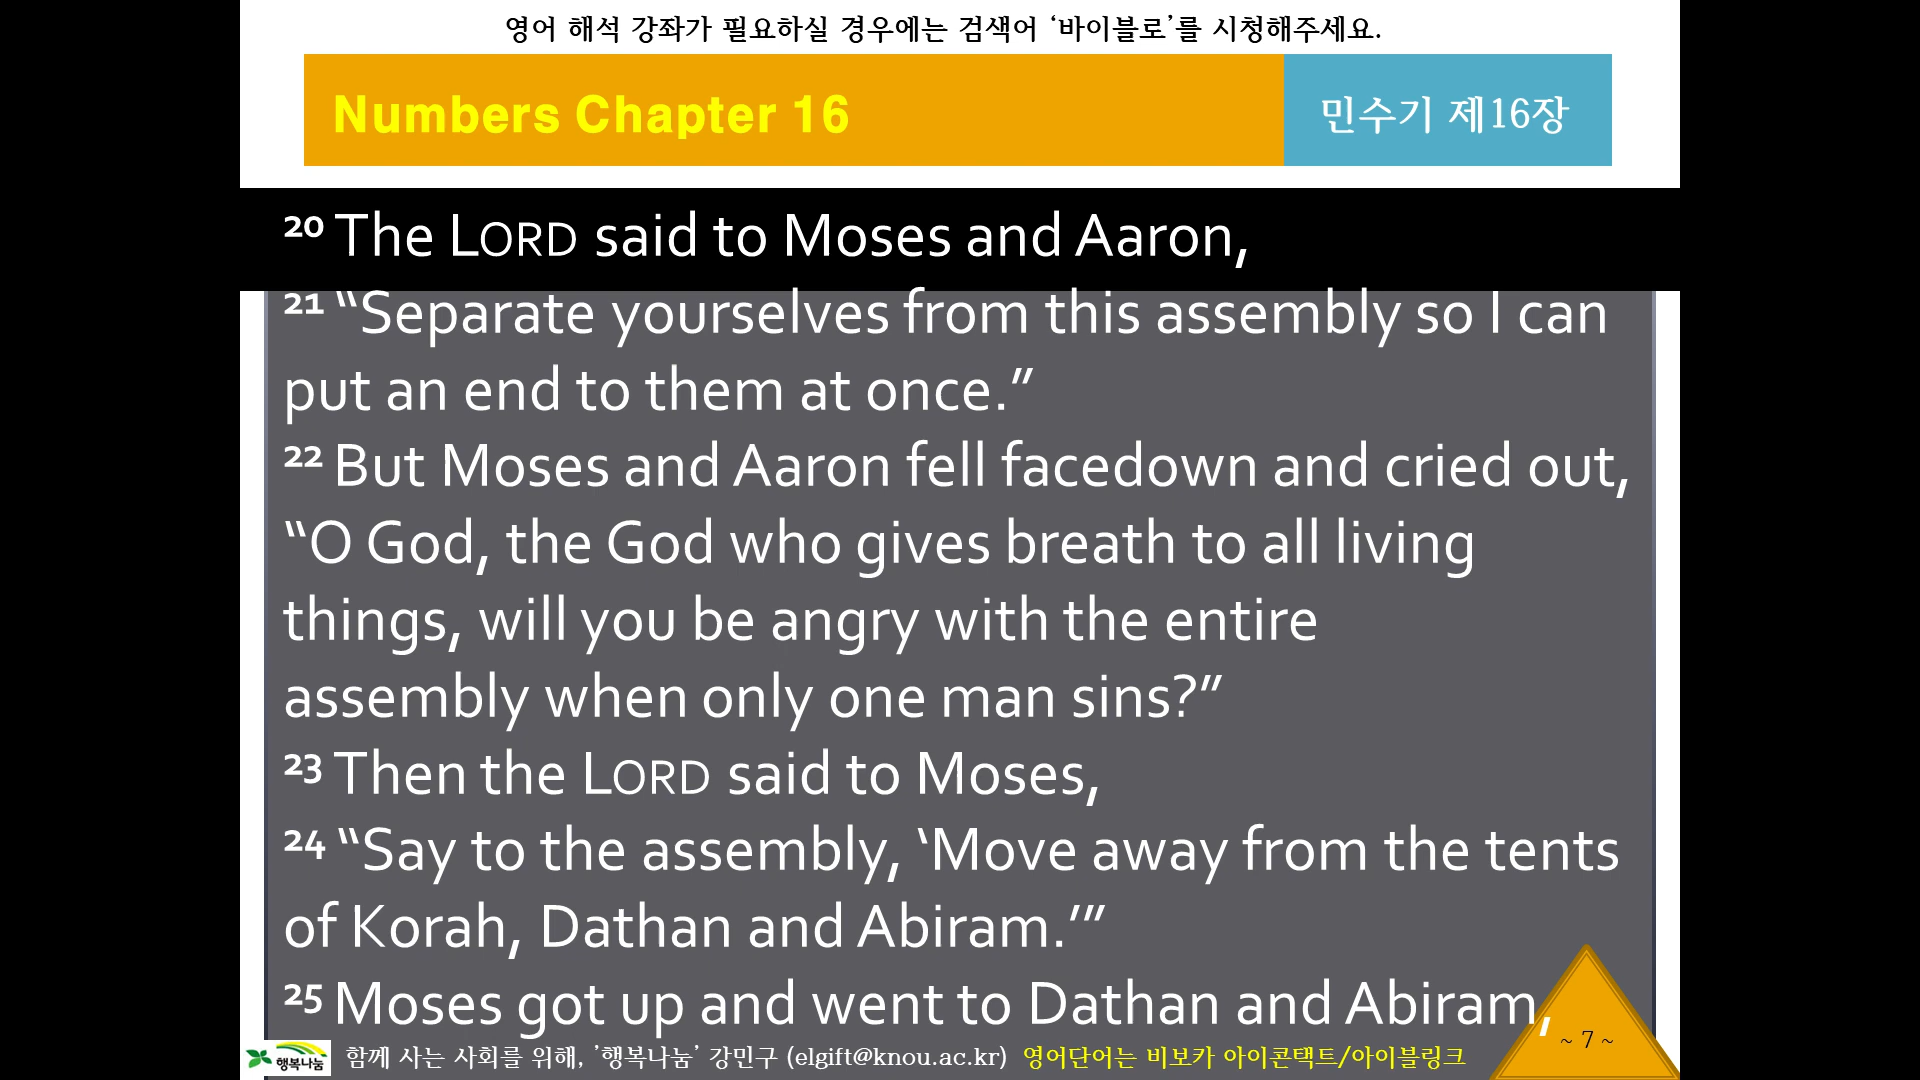 영어 해석 강좌가 필요하실 경우에는 검색어 ‘바이블로’를 시청해주세요.
Numbers Chapter 16
민수기 제16장
20 The LORD said to Moses and Aaron,
21 “Separate yourselves from this assembly so I can
put an end to them at once.”
22 But Moses and Aaron fell facedown and cried out,
“O God, the God who gives breath to all living
things, will you be angry with the entire
assembly when only one man sins?”
23 Then the LORD said to Moses,
24 “Say to the assembly, ‘Move away from the tents
of Korah, Dathan and Abiram.’”
25 Moses got up and went to Dathan and Abiram,
~ 7 ~
행복나눔
함께 사는 사회를 위해, ’행복나눔’ 강민구 (elgift@knou.ac.kr) 영어단어는 비보카 아이콘택트/아이블링크